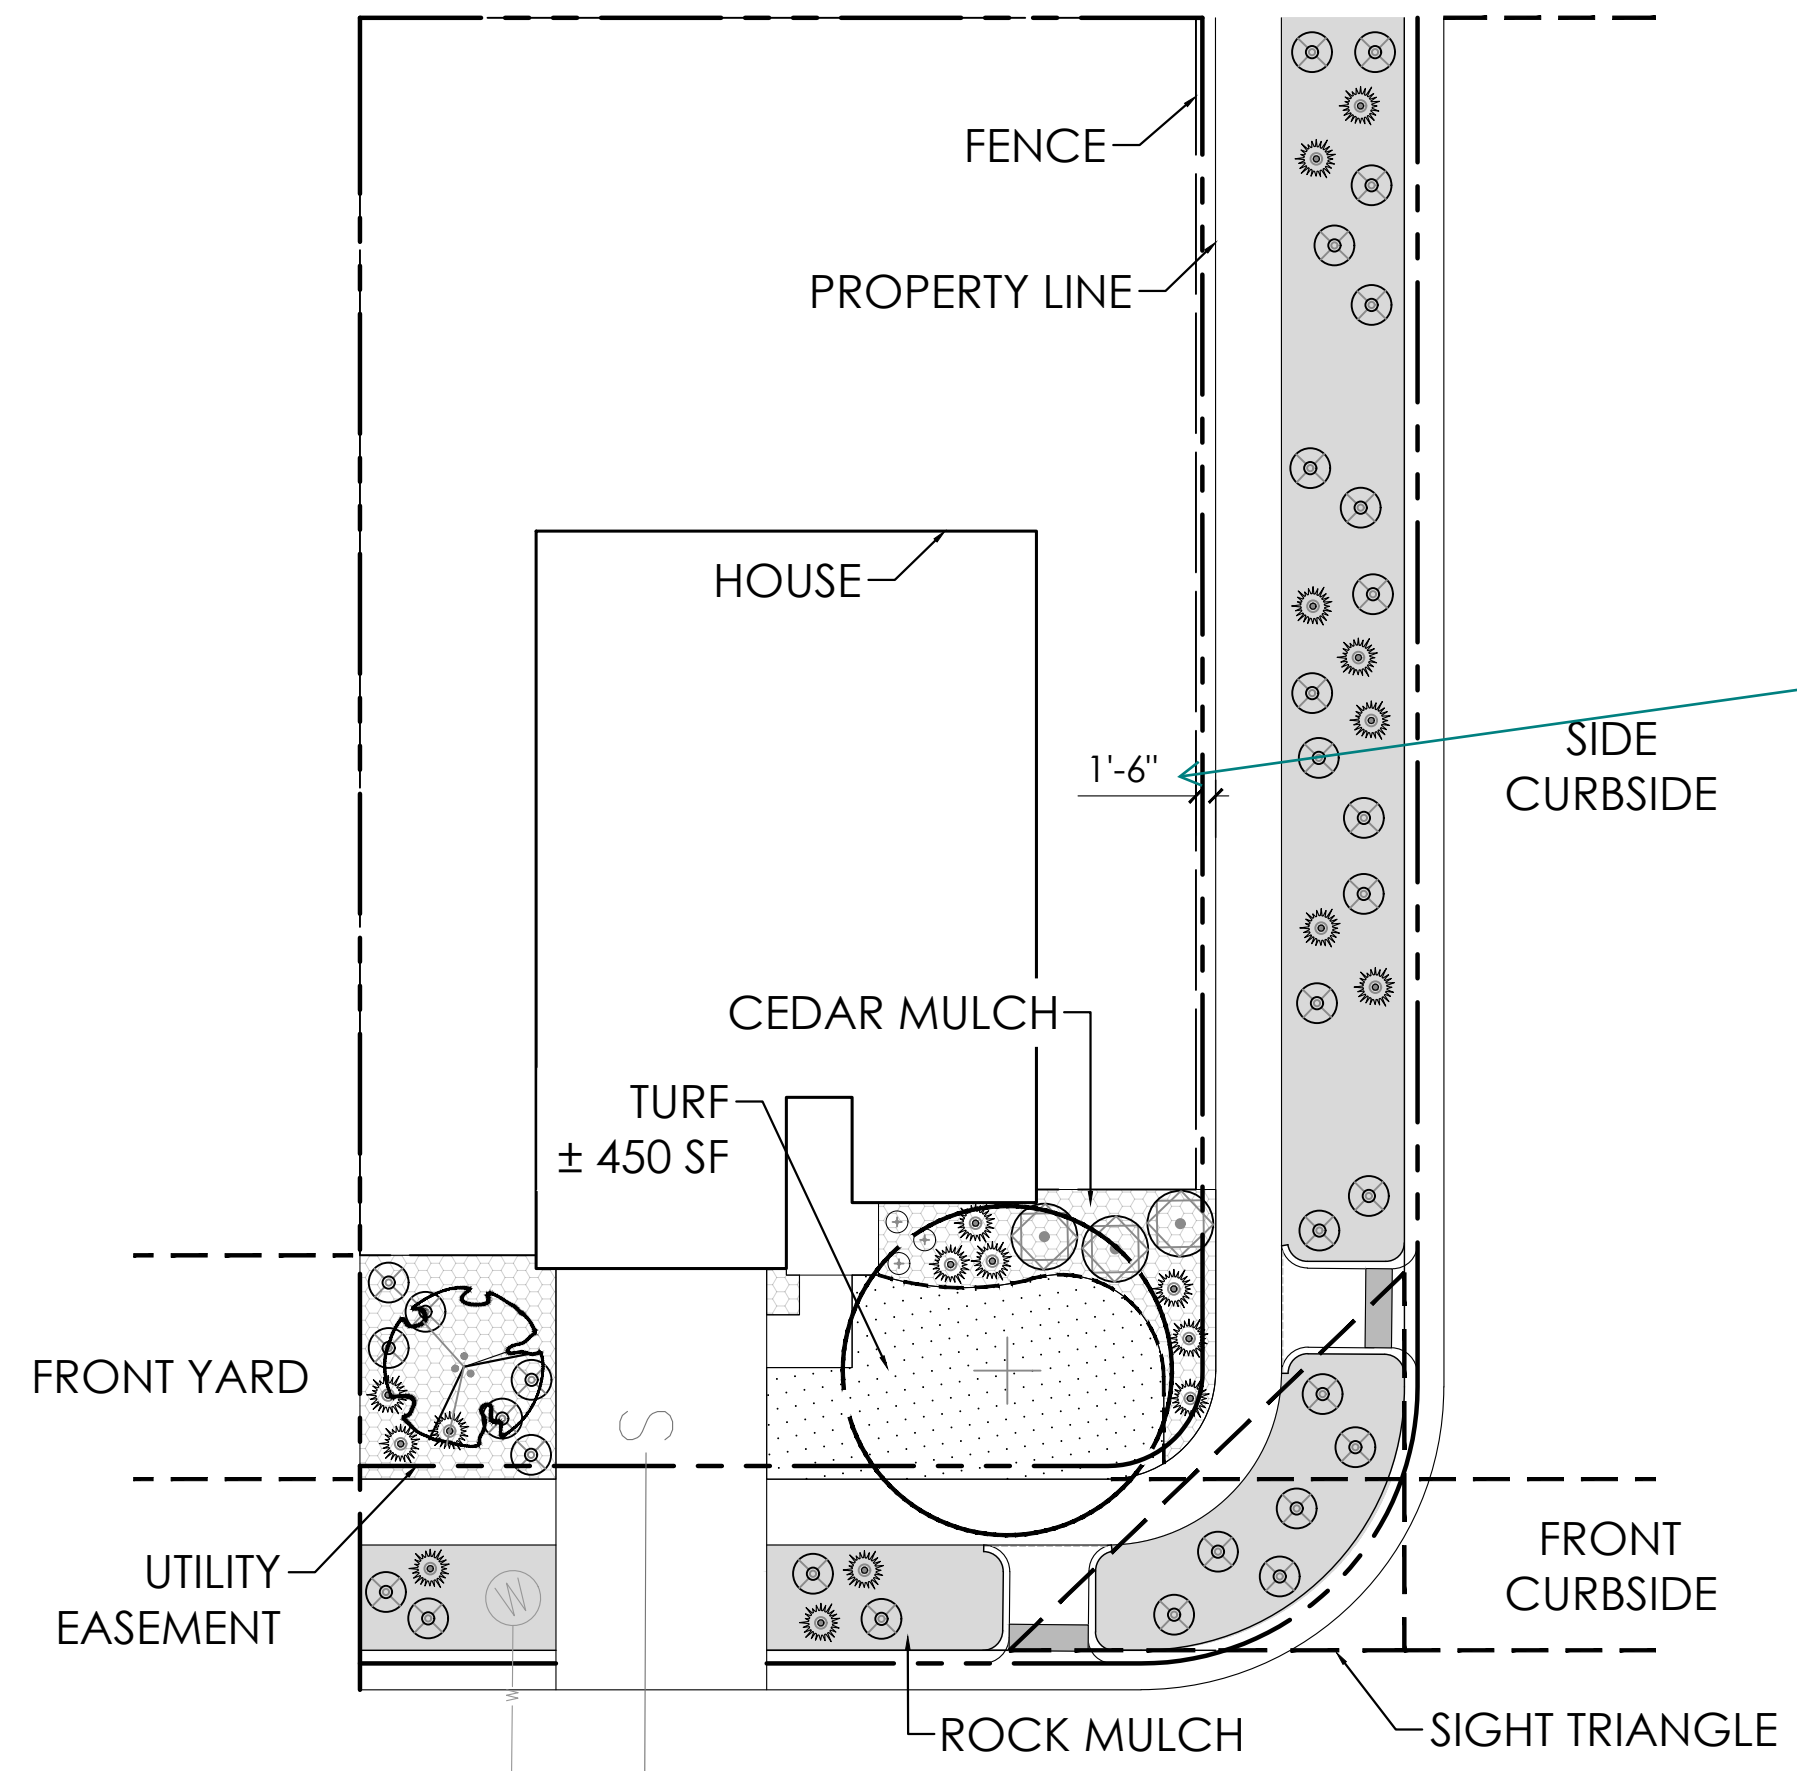 FENCE
PROPERTY LINE
HOUSE
SIDE
CURBSIDE
1'-6"
CEDAR MULCH
TURF
± 450 SF
FRONT YARD
S
UTILITY
EASEMENT
W
W
FRONT
CURBSIDE
ROCK MULCH
SIGHT TRIANGLE